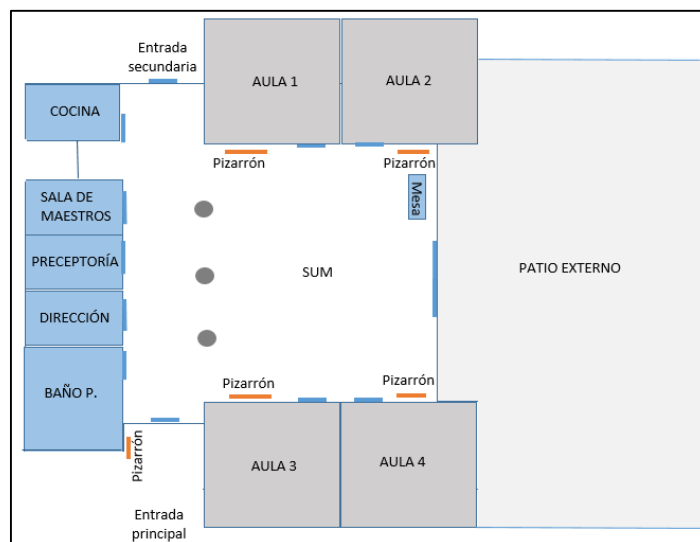 Entrada
secundaria
AULA 1
AULA 2
COCINA
Pizarrón
Pizarrón
Mesa
SALA DE
MAESTROS
PRECEPTORÍA
SUM
PATIO EXTERNO
DIRECCIÓN
BAÑO P.
Pizarrón
Pizarrón
Pizarrón
AULA 3
AULA 4
Entrada
principal